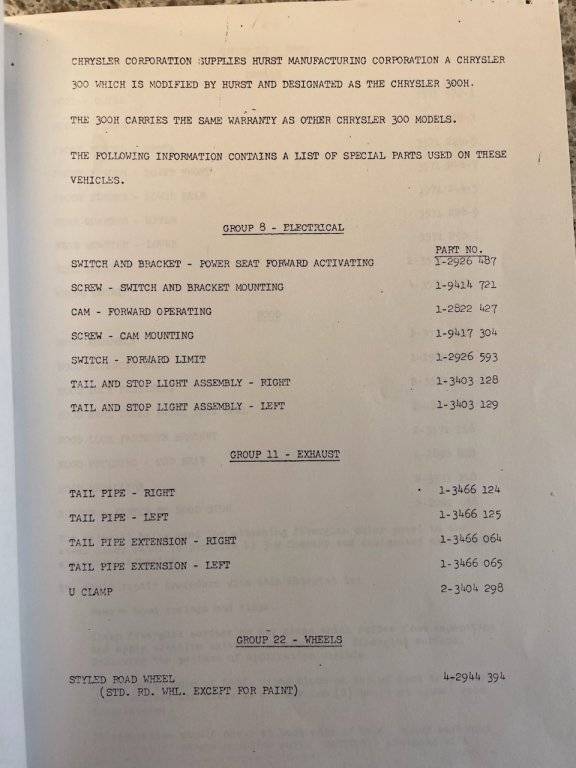 CHRYSLER CORPORATION SUPPLIES HURST MANUFACTURING CORPORATION A CHRYSLER
300 WHICH IS MODIFIED BY HURST AND DESIGNATED AS THE CHRYSLER 300H.
THE 300H CARRIES THE SAME WARRANTY AS OTHER CHRYSLER 300 MODELS.
THE FOLLOWING INFORMATION CONTAINS A LIST OF SPECIAL PARTS USED ON THESE
VEHICLES.
GROUP 8 - ELECTRICAL
PART NO.
SWITCH AND BRACKET - POWER SEAT FORWARD ACTIVATING 1-2926 487
SCREW - SWITCH AND BRACKET MOUNTING 1-9414 721
CAM - FORWARD OPERATING 1-2822 427
SCREW - CAM MOUNTING 1-9417 304
SWITCH - FORWARD LIMIT 1-2926 593
TAIL AND STOP LIGHT ASSEMBLY - RIGHT 1-3403 128
TAIL AND STOP LIGHT ASSEMBLY - LEFT 1-3403 129
GROUP 11 - EXHAUST
TAIL PIPE - RIGHT 1-3466 124
TAIL PIPE - LEFT 1-3466 125
TAIL PIPE EXTENSION - RIGHT 1-3466 064
TAIL PIPE EXTENSION - LEFT 1-3466 065
U CLAMP 2-3404 298
GROUP 22 - WHEELS
STYLED ROAD WHEEL 4-2944 394
(STD. RD. WHL. EXCEPT FOR PAINT)